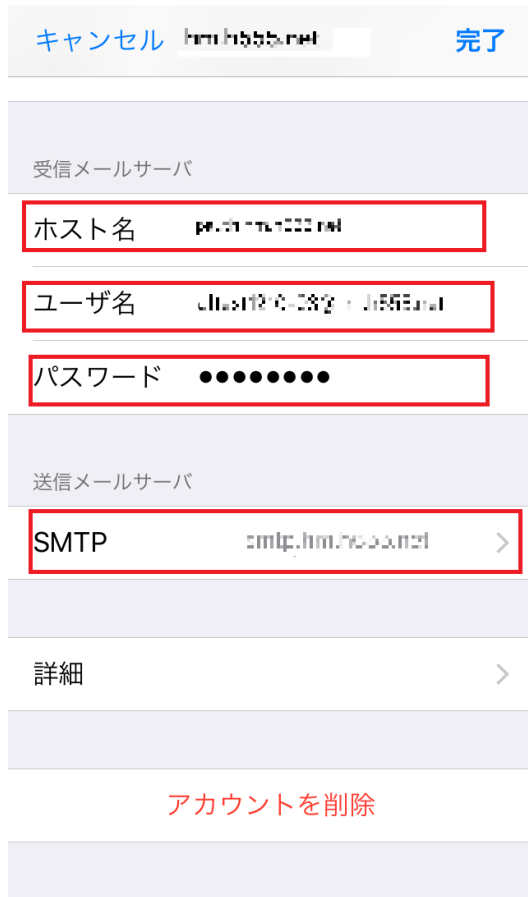 キャンセル 完了
受信メールサーバ
ホスト名
ユーザ名
パスワード ●●●●●●●●
送信メールサーバ
SMTP
詳細
アカウントを削除